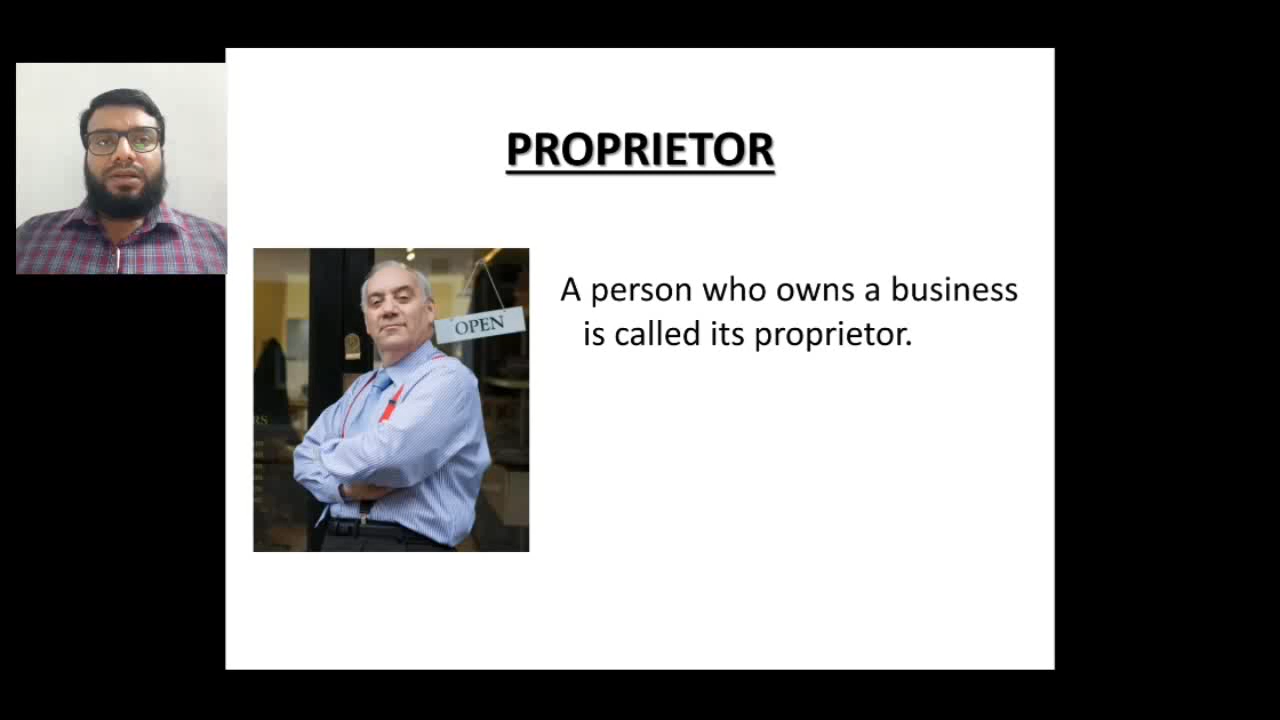 PROPRIETOR
OPEN
A person who owns a business
is called its proprietor.